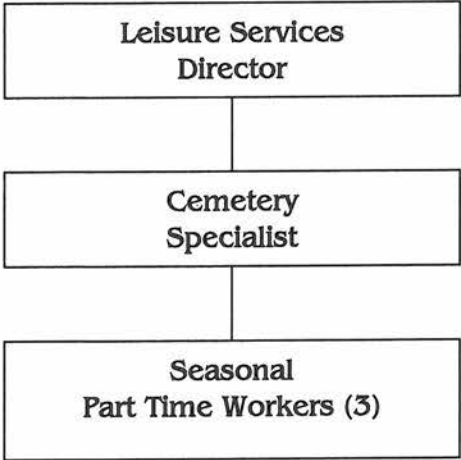 Leisure Services
Director
Cemetery
Specialist
Seasonal
Part Time Workers (3)